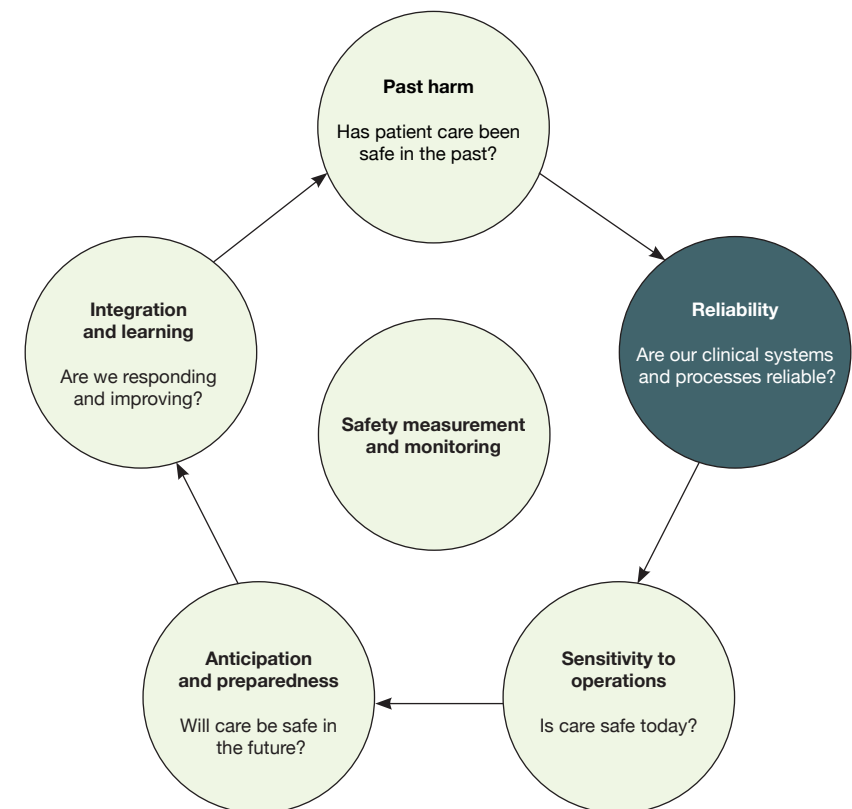 Past harm
Has patient care been
safe in the past?
Reliability
Are our clinical systems
and processes reliable?
Sensitivity to
operations
Is care safe today?
Anticipation
and preparedness
Will care be safe in
the future?
Integration
and learning
Are we responding
and improving?
Safety measurement
and monitoring